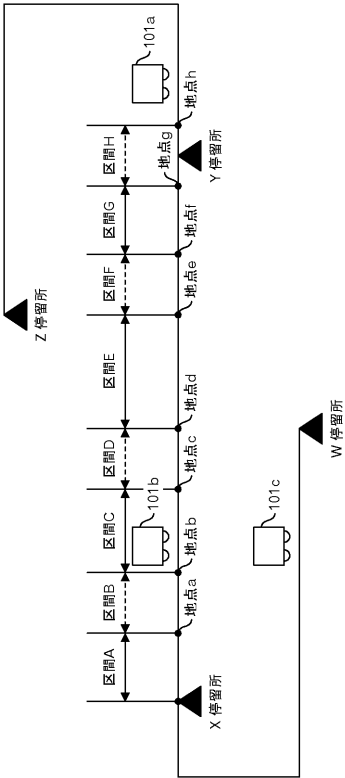 101a
区間H
区間G
区間F
区間E
区間D
区間C
区間B
区間A
101b
地点h
地点g
地点f
地点e
地点d
地点c
地点b
地点a
Y 停留所
X 停留所
Z 停留所
W 停留所
101c